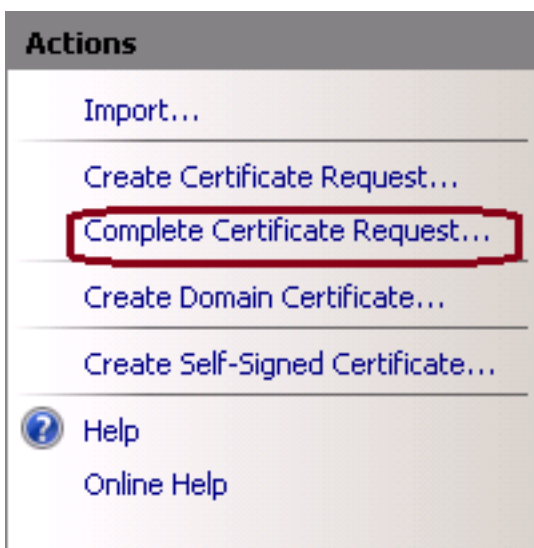 Actions
Import...
Create Certificate Request...
Complete Certificate Request...
Create Domain Certificate...
Create Self-Signed Certificate...
Help
Online Help